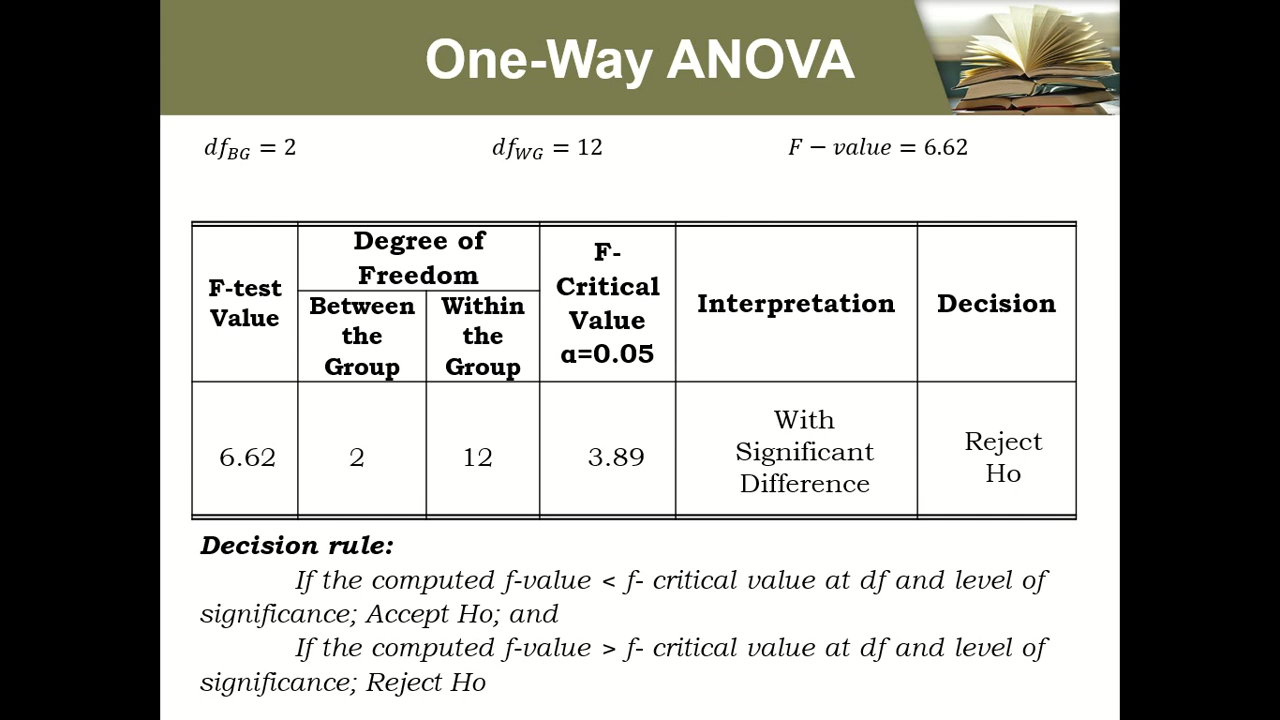 One-Way ANOVA
df_BG = 2
df_WG = 12
F − value = 6.62
F-test
Value
Degree of
Freedom
Between
the
Group
Within
the
Group
F-
Critical
Value
α=0.05
Interpretation
Decision
6.62
2
12
3.89
With
Significant
Difference
Reject
Ho
Decision rule:
If the computed f-value < f- critical value at df and level of
significance; Accept Ho; and
If the computed f-value > f- critical value at df and level of
significance; Reject Ho